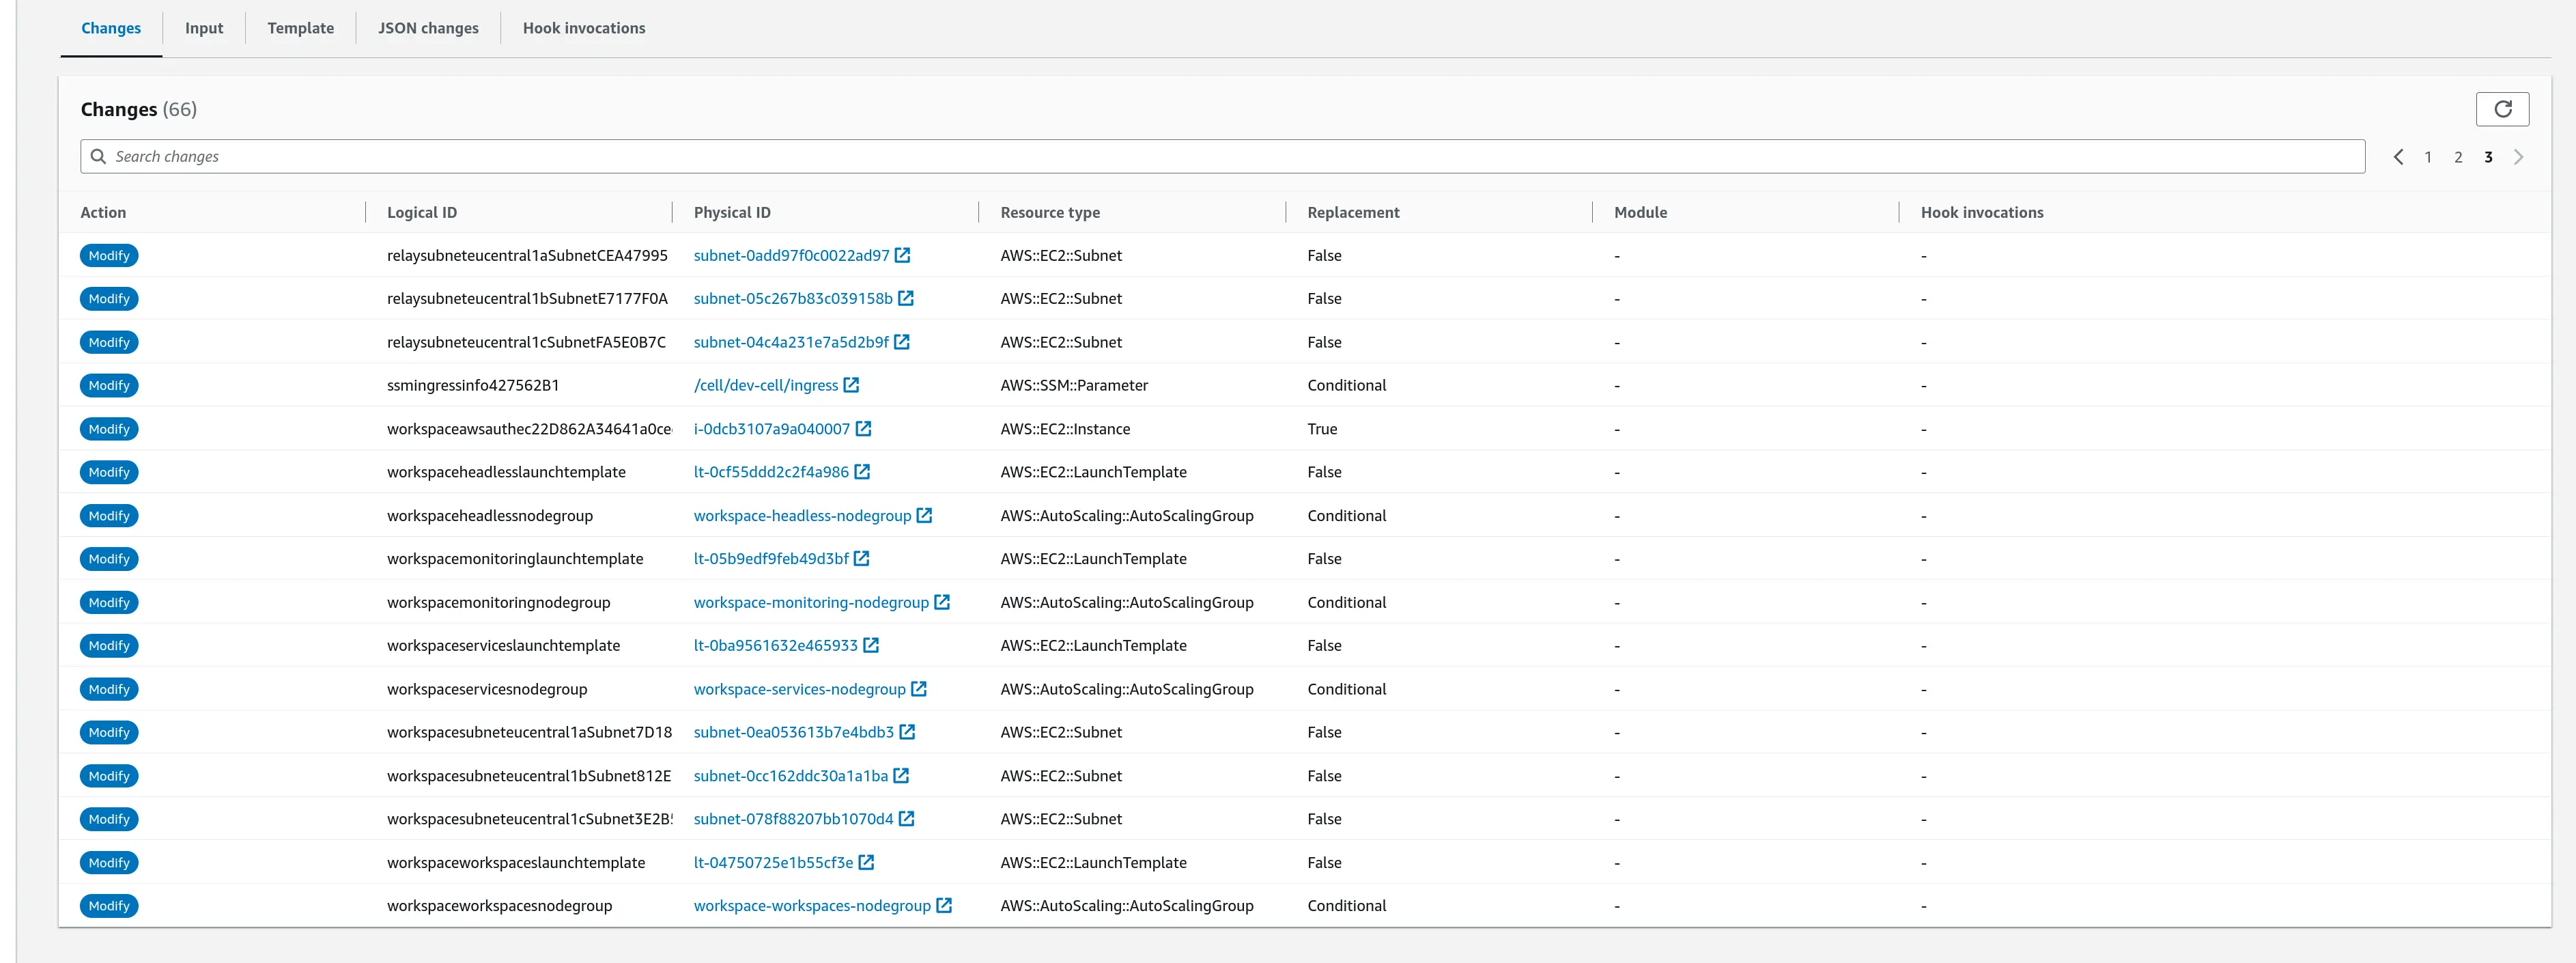 Changes Input Template JSON changes Hook invocations
Changes (66)
Search changes 1 2 3
Action Logical ID Physical ID Resource type Replacement Module Hook invocations
Modify relaysubneteucentral1aSubnetCEA47995 subnet-0add97f0c0022ad97 AWS::EC2::Subnet False - -
Modify relaysubneteucentral1bSubnetE7177F0A subnet-05c267b83c039158b AWS::EC2::Subnet False - -
Modify relaysubneteucentral1cSubnetFA5E0B7C subnet-04c4a231e7a5d2b9f AWS::EC2::Subnet False - -
Modify ssmingressinfo427562B1 /cell/dev-cell/ingress AWS::SSM::Parameter Conditional - -
Modify workspaceawsauthec22D862A34641a0ce i-0dcb3107a9a040007 AWS::EC2::Instance True - -
Modify workspaceheadlesslaunchtemplate lt-0cf55ddd2c2f4a986 AWS::EC2::LaunchTemplate False - -
Modify workspaceheadlessnodegroup workspace-headless-nodegroup AWS::AutoScaling::AutoScalingGroup Conditional - -
Modify workspacemonitoringlaunchtemplate lt-05b9edf9feb49d3bf AWS::EC2::LaunchTemplate False - -
Modify workspacemonitoringnodegroup workspace-monitoring-nodegroup AWS::AutoScaling::AutoScalingGroup Conditional - -
Modify workspaceserviceslaunchtemplate lt-0ba9561632e465933 AWS::EC2::LaunchTemplate False - -
Modify workspaceservicesnodegroup workspace-services-nodegroup AWS::AutoScaling::AutoScalingGroup Conditional - -
Modify workspacesubneteucentral1aSubnet7D18 subnet-0ea053613b7e4bdb3 AWS::EC2::Subnet False - -
Modify workspacesubneteucentral1bSubnet812E subnet-0cc162ddc30a1a1ba AWS::EC2::Subnet False - -
Modify workspacesubneteucentral1cSubnet3E2B subnet-078f88207bb1070d4 AWS::EC2::Subnet False - -
Modify workspaceworkspaceslaunchtemplate lt-04750725e1b55cf3e AWS::EC2::LaunchTemplate False - -
Modify workspaceworkspacesnodegroup workspace-workspaces-nodegroup AWS::AutoScaling::AutoScalingGroup Conditional - -